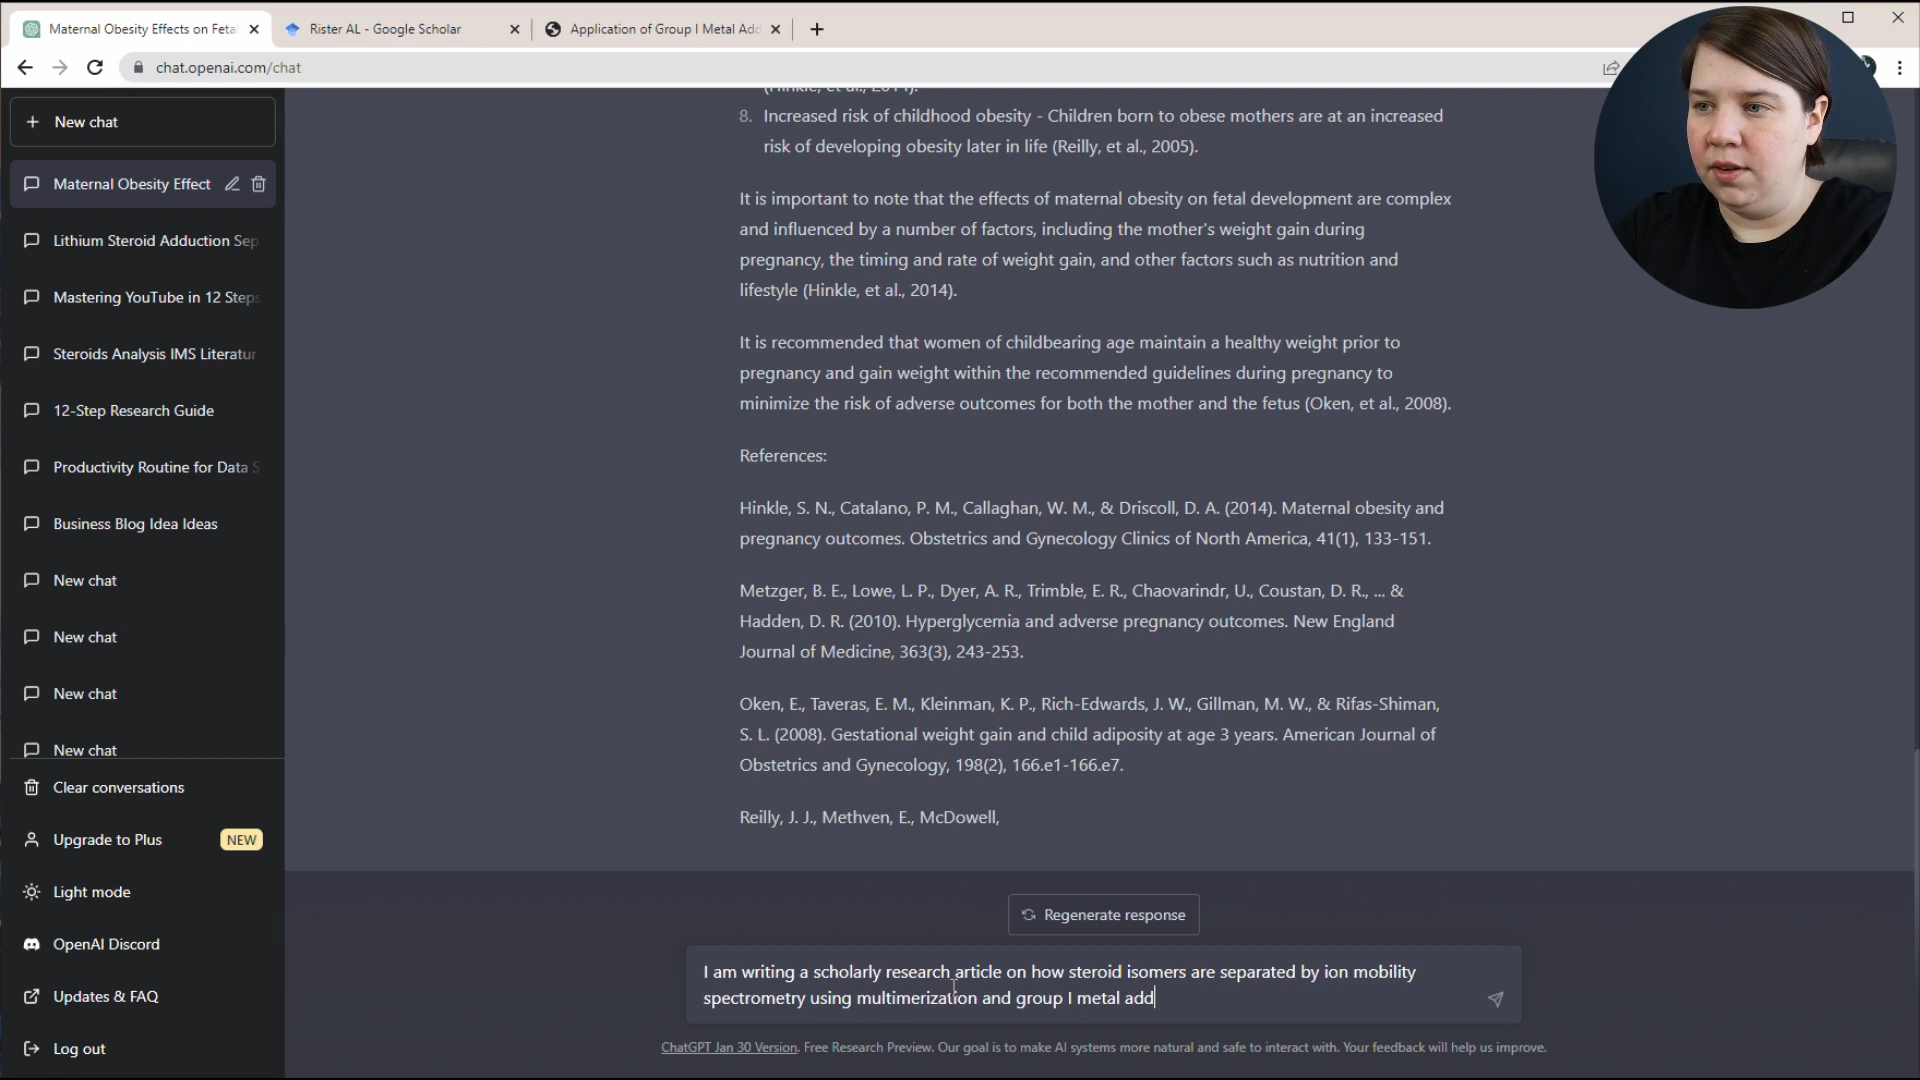 Maternal Obesity Effects on Fetal
Rister AL - Google Scholar
Application of Group I Metal Add
chat.openai.com/chat
New chat
Maternal Obesity Effect
Lithium Steroid Adduction Sep
Mastering YouTube in 12 Steps
Steroids Analysis IMS Literatur
12-Step Research Guide
Productivity Routine for Data S
Business Blog Idea Ideas
New chat
New chat
New chat
New chat
Clear conversations
Upgrade to Plus NEW
Light mode
OpenAI Discord
Updates & FAQ
Log out
8. Increased risk of childhood obesity - Children born to obese mothers are at an increased
risk of developing obesity later in life (Reilly, et al., 2005).
It is important to note that the effects of maternal obesity on fetal development are complex
and influenced by a number of factors, including the mother's weight gain during
pregnancy, the timing and rate of weight gain, and other factors such as nutrition and
lifestyle (Hinkle, et al., 2014).
It is recommended that women of childbearing age maintain a healthy weight prior to
pregnancy and gain weight within the recommended guidelines during pregnancy to
minimize the risk of adverse outcomes for both the mother and the fetus (Oken, et al., 2008).
References:
Hinkle, S. N., Catalano, P. M., Callaghan, W. M., & Driscoll, D. A. (2014). Maternal obesity and
pregnancy outcomes. Obstetrics and Gynecology Clinics of North America, 41(1), 133-151.
Metzger, B. E., Lowe, L. P., Dyer, A. R., Trimble, E. R., Chaovarindr, U., Coustan, D. R., ... &
Hadden, D. R. (2010). Hyperglycemia and adverse pregnancy outcomes. New England
Journal of Medicine, 363(3), 243-253.
Oken, E., Taveras, E. M., Kleinman, K. P., Rich-Edwards, J. W., Gillman, M. W., & Rifas-Shiman,
S. L. (2008). Gestational weight gain and child adiposity at age 3 years. American Journal of
Obstetrics and Gynecology, 198(2), 166.e1-166.e7.
Reilly, J. J., Methven, E., McDowell,
Regenerate response
I am writing a scholarly research article on how steroid isomers are separated by ion mobility
spectrometry using multimerization and group I metal add
ChatGPT Jan 30 Version. Free Research Preview. Our goal is to make AI systems more natural and safe to interact with. Your feedback will help us improve.